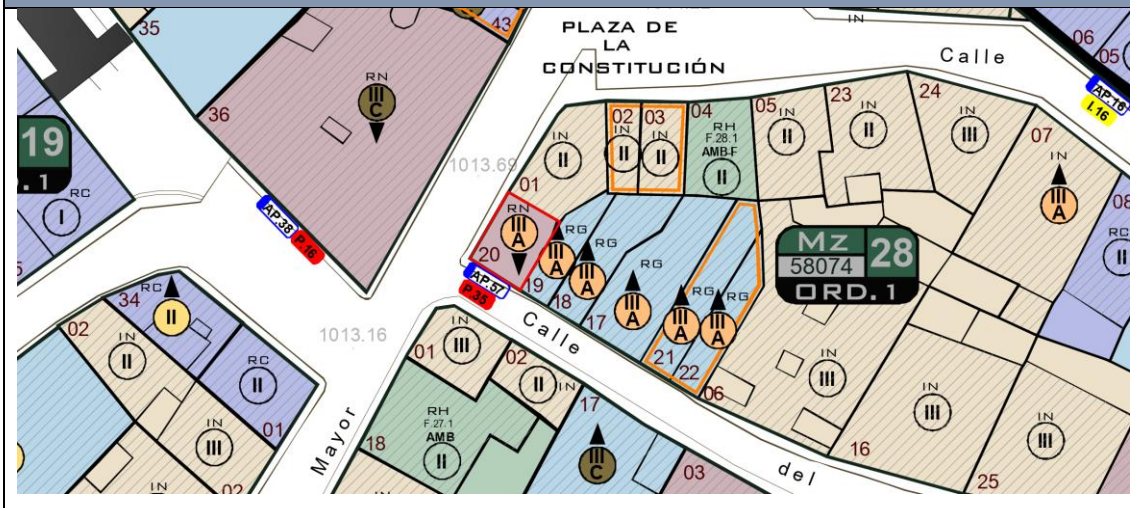 35
36
43
RN
III
C
PLAZA DE
LA
CONSTITUCIÓN
IN
Calle
06
05
AP.16
I.16
19
.1
RC
I
AP.38
P.16
1013.69
01
IN
II
02
IN
II
03
IN
II
04
RH
F.28.1
AMB-F
II
05
IN
II
23
IN
II
24
IN
III
07
IN
III
A
08
RC
II
RN
III
A
20
19
III
A
RG
18
III
A
RG
17
III
A
RG
21
III
A
RG
22
III
A
RG
06
Mz
28
58074
ORD.1
AP.57
P.35
Calle
del
1013.16
Mayor
34
RC
II
02
IN
II
RC
II
01
IN
III
IN
02
01
IN
III
02
II
IN
RH
F.27.1
AMB
II
18
IN
17
III
C
03
IN
III
16
IN
III
25
IN
III